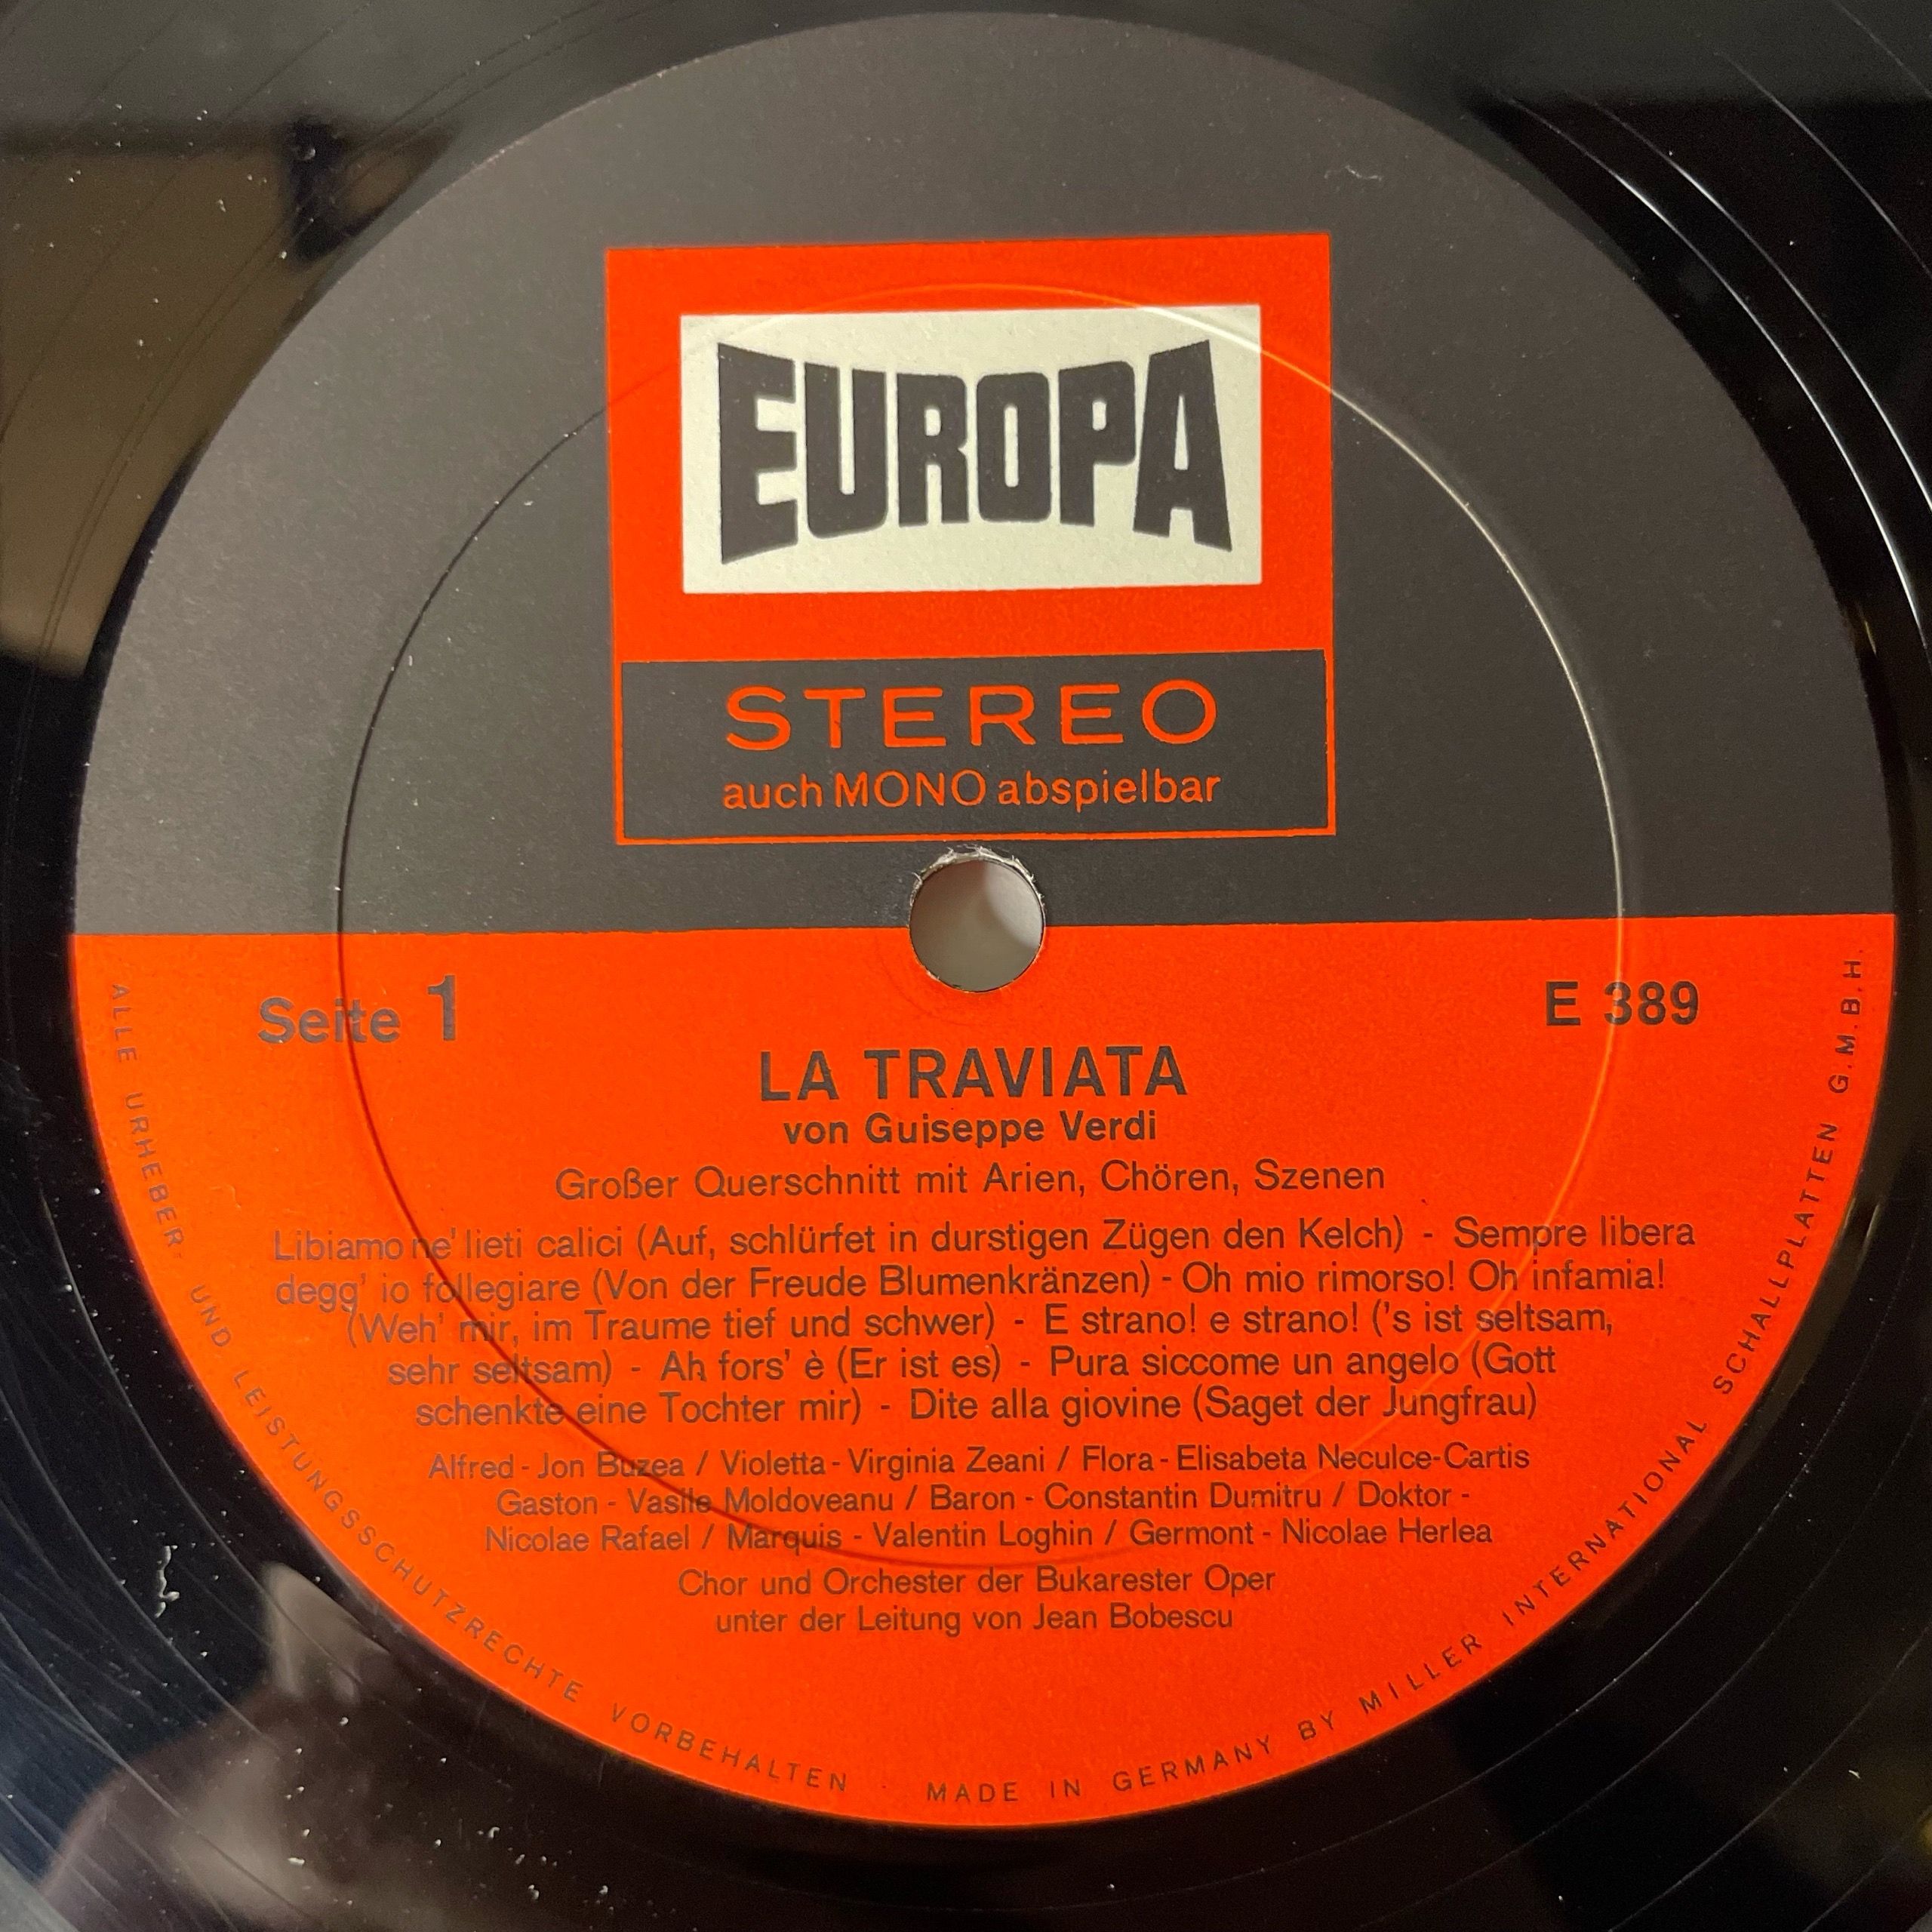 EUROPA
STEREO
auch MONO abspielbar
Seite 1
E 389
LA TRAVIATA
von Guiseppe Verdi
Großer Querschnitt mit Arien, Chören, Szenen
Libiamo ne' lieti calici (Auf, schlürfet in durstigen Zügen den Kelch) - Sempre libera
degg' io follegiare (Von der Freude Blumenkränzen) - Oh mio rimorso! Oh infamia!
(Weh' mir, im Traume tief und schwer) - E strano! e strano! ('s ist seltsam,
sehr seltsam) - Ah fors' è (Er ist es) - Pura siccome un angelo (Gott
schenkte eine Tochter mir) - Dite alla giovine (Saget der Jungfrau)
Alfred - Jon Buzea / Violetta - Virginia Zeani / Flora - Elisabeta Neculce-Cartis
Gaston - Vasile Moldoveanu / Baron - Constantin Dumitru / Doktor -
Nicolae Rafael / Marquis - Valentin Loghin / Germont - Nicolae Herlea
Chor und Orchester der Bukarester Oper
unter der Leitung von Jean Bobescu
ALLE URHEBER- UND LEISTUNGSSCHUTZRECHTE VORBEHALTEN · MADE IN GERMANY BY MILLER INTERNATIONAL SCHALLPLATTEN G.M.B.H.